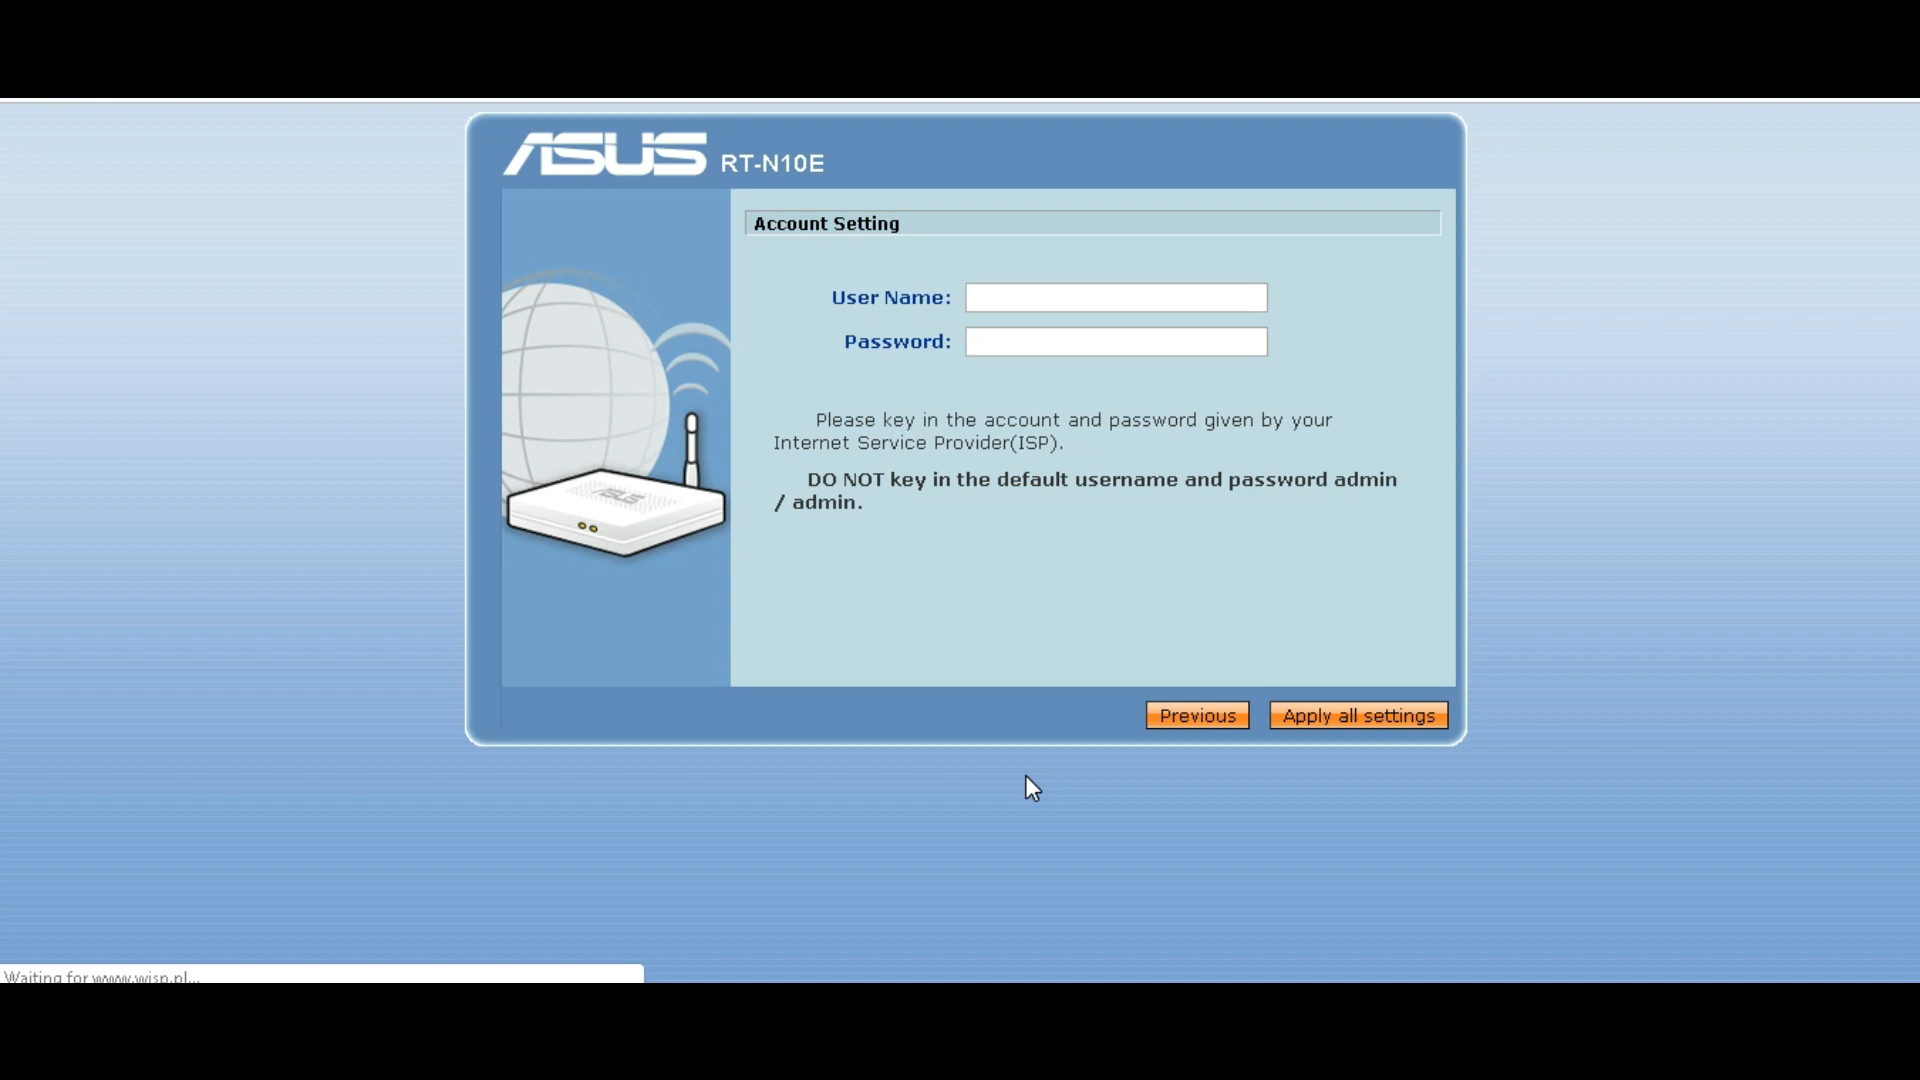 ASUS RT-N10E
Account Setting
User Name:
Password:
Please key in the account and password given by your
Internet Service Provider(ISP).
DO NOT key in the default username and password admin
/ admin.
ASUS
Previous
Apply all settings
Waiting for www.wisp.pl...